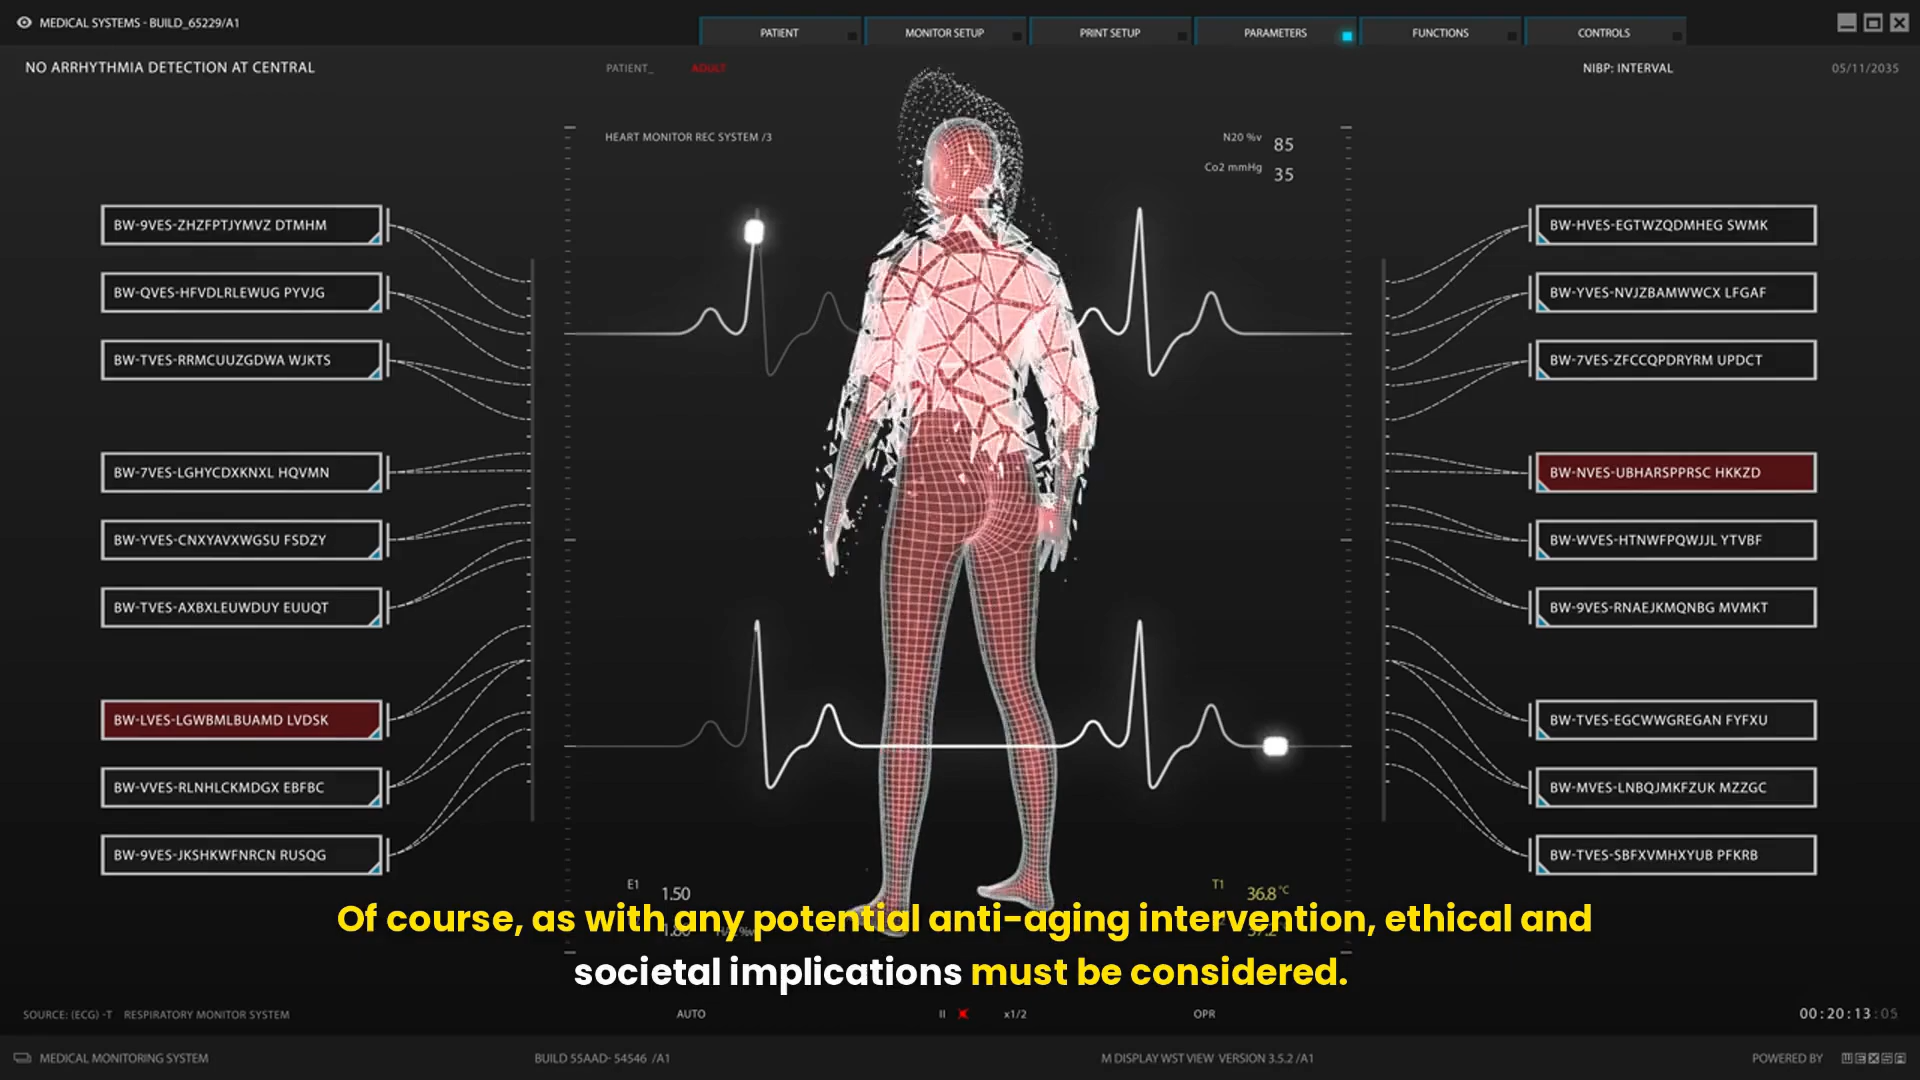 MEDICAL SYSTEMS - BUILD_65229/A1
PATIENT
MONITOR SETUP
PRINT SETUP
PARAMETERS
FUNCTIONS
CONTROLS
NO ARRHYTHMIA DETECTION AT CENTRAL
PATIENT_
ADULT
NIBP: INTERVAL
05/11/2035
HEART MONITOR REC SYSTEM /3
N20 %v 85
Co2 mmHg 35
BW-9VES-ZHZFPTJYMVZ DTMHM
BW-QVES-HFVDLRLEWUG PYVJG
BW-TVES-RRMCUUZGDWA WJKTS
BW-7VES-LGHYCDXKNXL HQVMN
BW-YVES-CNXYAVXWGSU FSDZY
BW-TVES-AXBXLEUWDUY EUUQT
BW-LVES-LGWBMLBUAMD LVDSK
BW-VVES-RLNHLCKMDGX EBFBC
BW-9VES-JKSHKWFNRCN RUSQG
BW-HVES-EGTWZQDMHEG SWMK
BW-YVES-NVJZBAMWWCX LFGAF
BW-7VES-ZFCCQPDRYRM UPDCT
BW-NVES-UBHARSPPRSC HKKZD
BW-WVES-HTNWFPQWJJL YTVBF
BW-9VES-RNAEJKMQNBG MVMKT
BW-TVES-EGCWWGREGAN FYFXU
BW-MVES-LNBQJMKFZUK MZZGC
BW-TVES-SBFXVMHXYUB PFKRB
E1 1.50
T1 36.8 °C
Of course, as with any potential anti-aging intervention, ethical and
societal implications must be considered.
SOURCE: (ECG) -T RESPIRATORY MONITOR SYSTEM
AUTO
II
x1/2
OPR
00:20:13:05
MEDICAL MONITORING SYSTEM
BUILD 55AAD- 54546 /A1
M DISPLAY WST VIEW VERSION 3.5.2 /A1
POWERED BY